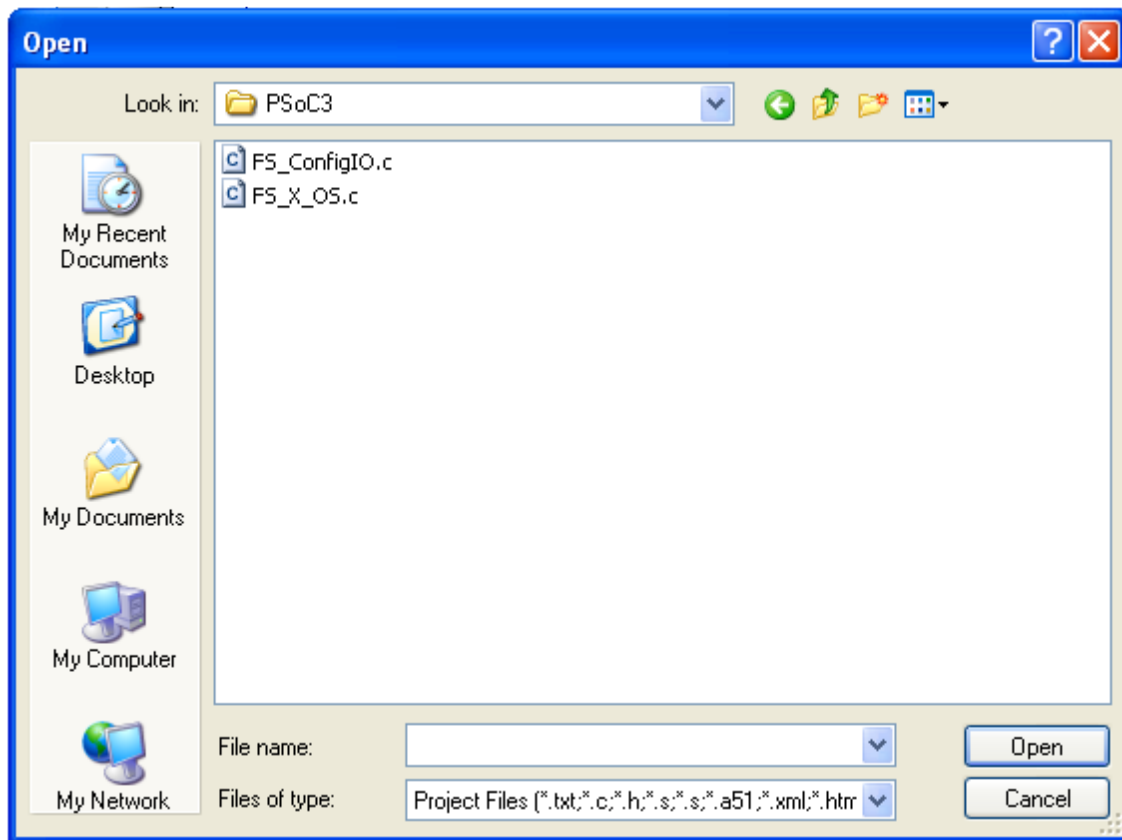 Open
Look in: PSoC3
FS_ConfigIO.c
FS_X_OS.c
My Recent
Documents
Desktop
My Documents
My Computer
My Network
File name:
Open
Files of type: Project Files (*.txt;*.c;*.h;*.s;*.s;*.a51;*.xml;*.htm
Cancel